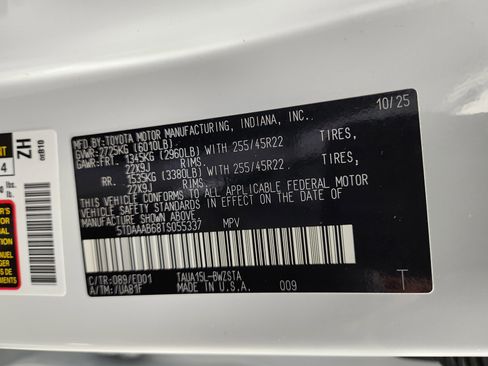 MFD.BY:TOYOTA MOTOR MANUFACTURING, INDIANA, INC. 10/25
GVWR:2725KG (6010LB)
GAWR:FRT. 1345KG (2960LB) WITH 255/45R22 TIRES,
22X9J RIMS.
RR. 1535KG (3380LB) WITH 255/45R22 TIRES,
22X9J RIMS.
THIS VEHICLE CONFORMS TO ALL APPLICABLE FEDERAL MOTOR
VEHICLE SAFETY STANDARDS IN EFFECT ON THE DATE OF
MANUFACTURE SHOWN ABOVE.
5TDAAAB68TS055337 MPV
C/TR:089/ED01 TAUA15L-BWZSTA
A/TM:/UAB1F MADE IN U.S.A. 009 T
ZH
4
lbs.